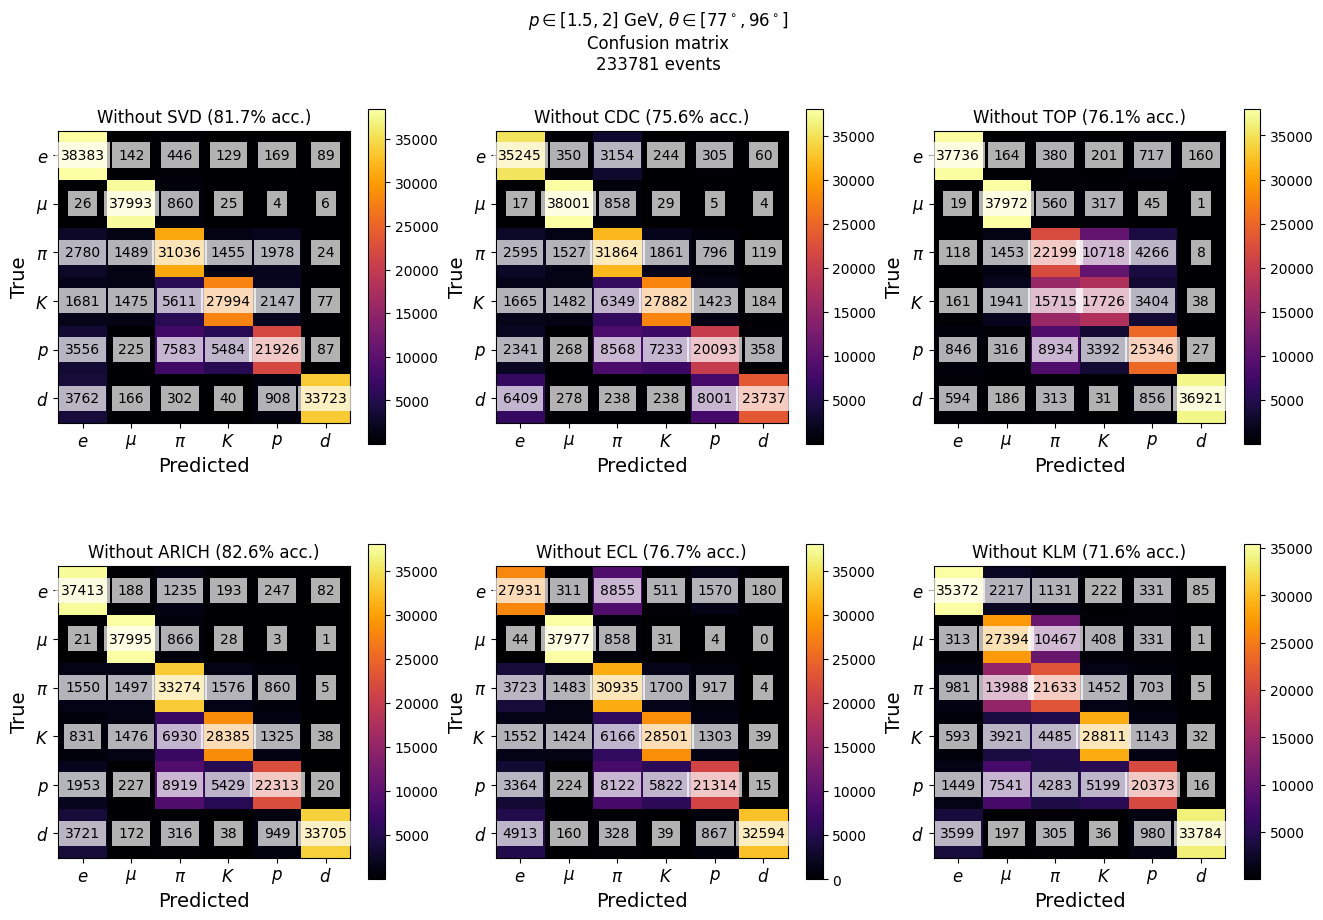 p ∈ [1.5, 2] GeV, θ ∈ [77°, 96°]
Confusion matrix
233781 events
Without SVD (81.7% acc.)
True
e 38383 142 446 129 169 89
μ 26 37993 860 25 4 6
π 2780 1489 31036 1455 1978 24
K 1681 1475 5611 27994 2147 77
p 3556 225 7583 5484 21926 87
d 3762 166 302 40 908 33723
e μ π K p d
Predicted
35000
30000
25000
20000
15000
10000
5000
Without CDC (75.6% acc.)
True
e 35245 350 3154 244 305 60
μ 17 38001 858 29 5 4
π 2595 1527 31864 1861 796 119
K 1665 1482 6349 27882 1423 184
p 2341 268 8568 7233 20093 358
d 6409 278 238 238 8001 23737
e μ π K p d
Predicted
35000
30000
25000
20000
15000
10000
5000
Without TOP (76.1% acc.)
True
e 37736 164 380 201 717 160
μ 19 37972 560 317 45 1
π 118 1453 22199 10718 4266 8
K 161 1941 15715 17726 3404 38
p 846 316 8934 3392 25346 27
d 594 186 313 31 856 36921
e μ π K p d
Predicted
35000
30000
25000
20000
15000
10000
5000
Without ARICH (82.6% acc.)
True
e 37413 188 1235 193 247 82
μ 21 37995 866 28 3 1
π 1550 1497 33274 1576 860 5
K 831 1476 6930 28385 1325 38
p 1953 227 8919 5429 22313 20
d 3721 172 316 38 949 33705
e μ π K p d
Predicted
35000
30000
25000
20000
15000
10000
5000
Without ECL (76.7% acc.)
True
e 27931 311 8855 511 1570 180
μ 44 37977 858 31 4 0
π 3723 1483 30935 1700 917 4
K 1552 1424 6166 28501 1303 39
p 3364 224 8122 5822 21314 15
d 4913 160 328 39 867 32594
e μ π K p d
Predicted
35000
30000
25000
20000
15000
10000
5000
0
Without KLM (71.6% acc.)
True
e 35372 2217 1131 222 331 85
μ 313 27394 10467 408 331 1
π 981 13988 21633 1452 703 5
K 593 3921 4485 28811 1143 32
p 1449 7541 4283 5199 20373 16
d 3599 197 305 36 980 33784
e μ π K p d
Predicted
35000
30000
25000
20000
15000
10000
5000